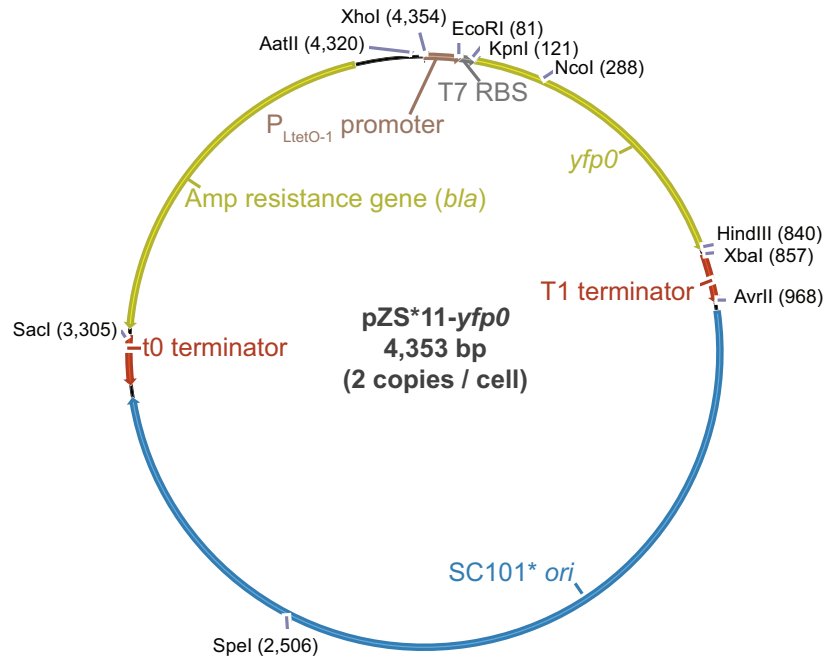 XhoI (4,354)
EcoRI (81)
AatII (4,320)
KpnI (121)
NcoI (288)
T7 RBS
PLtetO-1 promoter
yfp0
Amp resistance gene (bla)
HindIII (840)
XbaI (857)
T1 terminator
AvrII (968)
SacI (3,305)
t0 terminator
pZS*11-yfp0
4,353 bp
(2 copies / cell)
SC101* ori
SpeI (2,506)